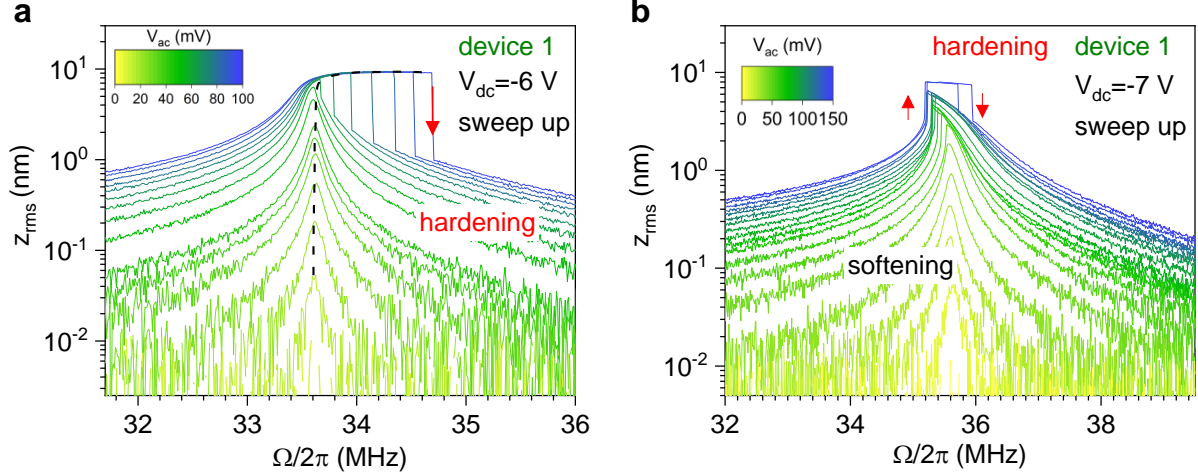 a
V_ac (mV)
0 20 40 60 80 100
device 1
V_dc=-6 V
sweep up
hardening
10^1
10^0
10^-1
10^-2
z_rms (nm)
32 33 34 35 36
Ω/2π (MHz)
b
V_ac (mV)
0 50 100 150
hardening
device 1
V_dc=-7 V
sweep up
softening
10^1
10^0
10^-1
10^-2
z_rms (nm)
32 34 36 38
Ω/2π (MHz)